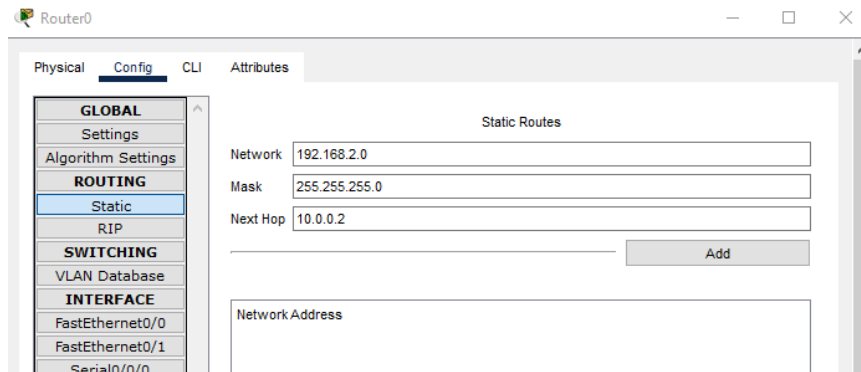 Router0
Physical Config CLI Attributes
GLOBAL
Settings
Algorithm Settings
ROUTING
Static
RIP
SWITCHING
VLAN Database
INTERFACE
FastEthernet0/0
FastEthernet0/1
Serial0/0/0
Static Routes
Network 192.168.2.0
Mask 255.255.255.0
Next Hop 10.0.0.2
Add
Network Address